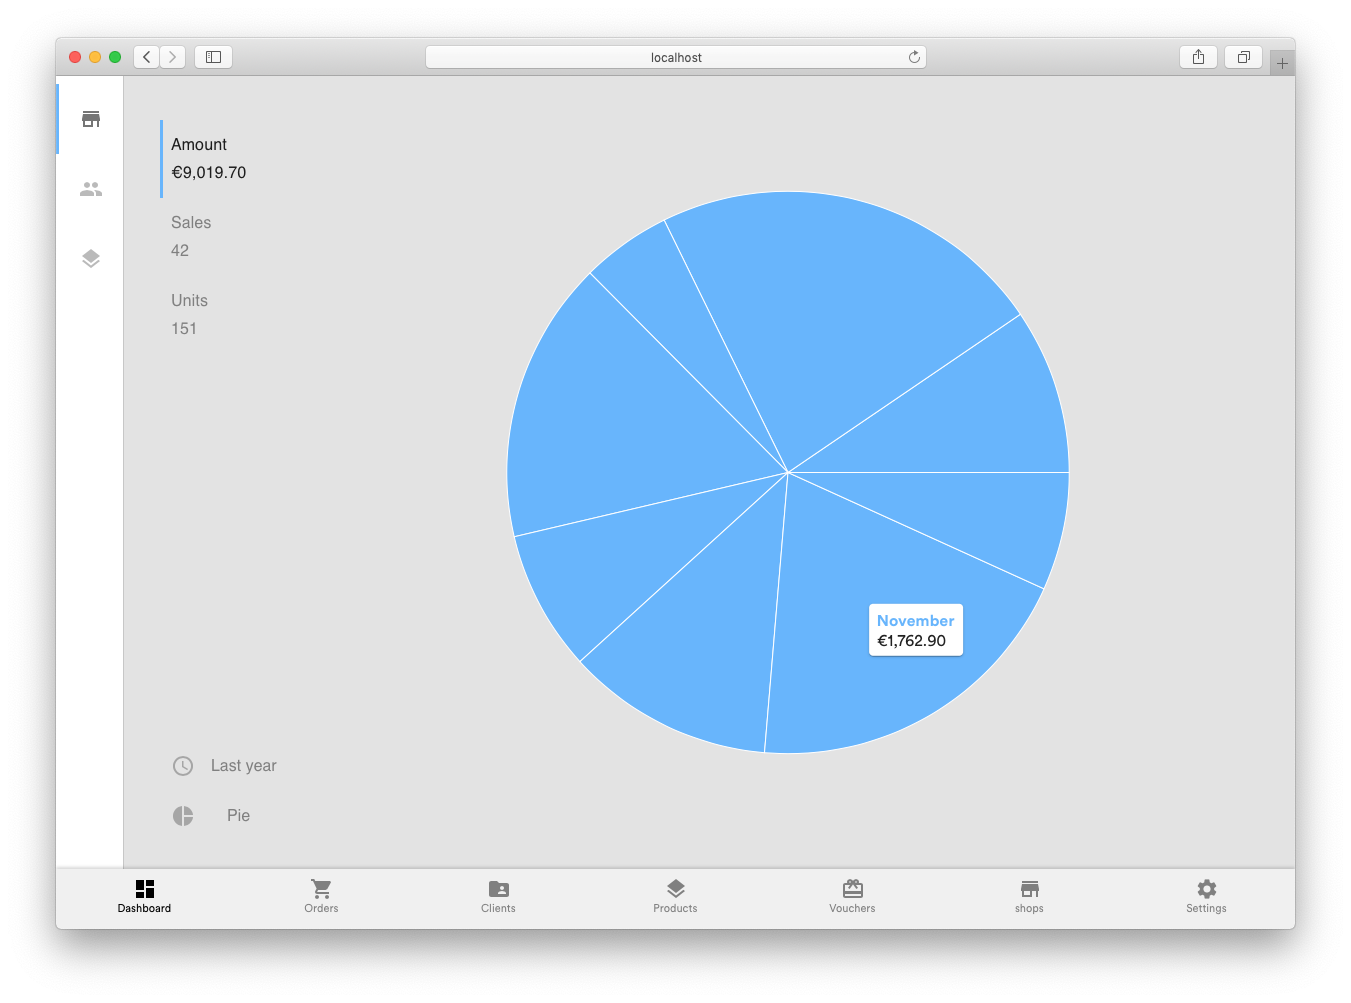 localhost
Amount
€9,019.70
Sales
42
Units
151
November
€1,762.90
Last year
Pie
Dashboard
Orders
Clients
Products
Vouchers
shops
Settings